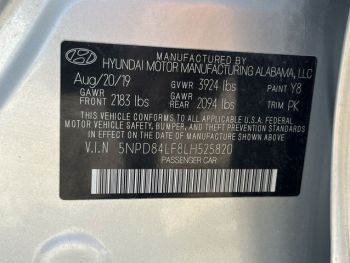 MANUFACTURED BY
HYUNDAI MOTOR MANUFACTURING ALABAMA, LLC
Aug/20/19 GVWR 3924 lbs PAINT Y8
GAWR FRONT 2183 lbs GAWR REAR 2094 lbs TRIM PK
THIS VEHICLE CONFORMS TO ALL APPLICABLE U.S FEDERAL
MOTOR VEHICLE SAFETY, BUMPER, AND THEFT PREVENTION
STANDARDS IN EFFECT ON THE DATE OF MANUFACTURE SHOWN ABOVE.
V.I.N 5NPD84LF8LH525820
PASSENGER CAR